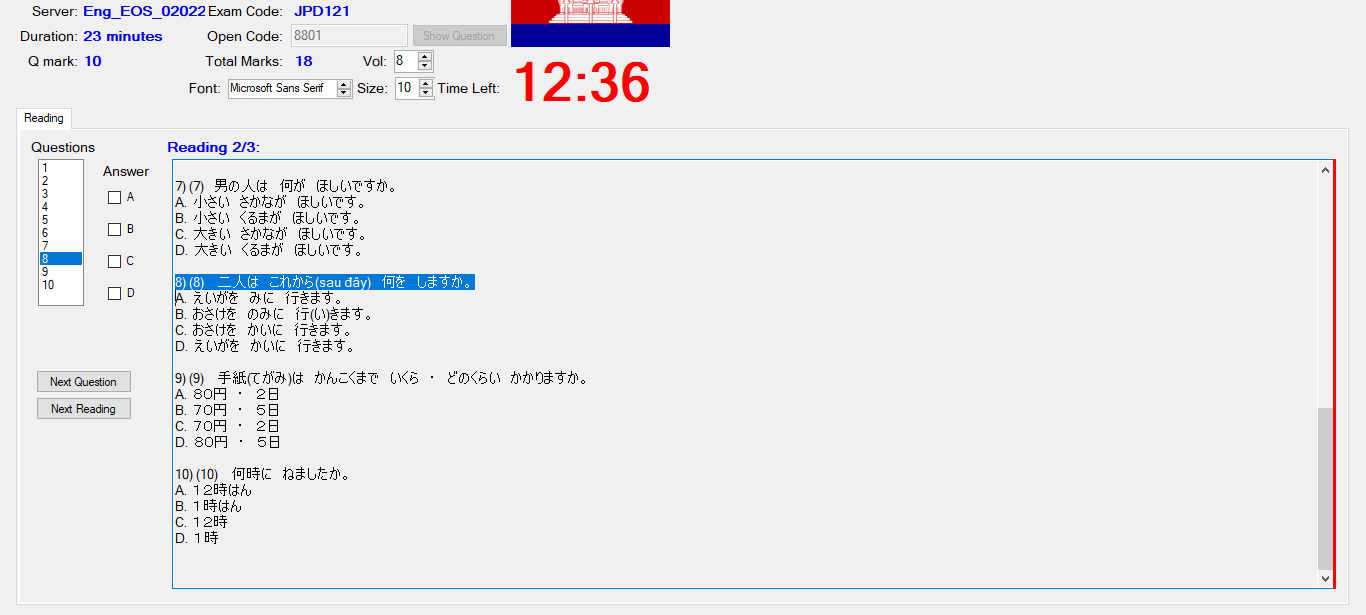 Server: Eng_EOS_02022 Exam Code: JPD121
Duration: 23 minutes Open Code: 8801 Show Question
Q mark: 10 Total Marks: 18 Vol: 8
Font: Microsoft Sans Serif Size: 10 Time Left: 12:36
Reading
Questions
Answer
Reading 2/3:
1
2
3
4
5
6
7
8
9
10
A
B
C
D
Next Question
Next Reading
7) (7)　男の人は　何が　ほしいですか。
A. 小さい　さかなが　ほしいです。
B. 小さい　くるまが　ほしいです。
C. 大きい　さかなが　ほしいです。
D. 大きい　くるまが　ほしいです。
8) (8)　二人は　これから(sau đây)　何を　しますか。
A. えいがを　みに　行きます。
B. おさけを　のみに　行(い)きます。
C. おさけを　かいに　行きます。
D. えいがを　かいに　行きます。
9) (9)　手紙(てがみ)は　かんこくまで　いくら　・　どのくらい　かかりますか。
A. ８０円　・　２日
B. ７０円　・　５日
C. ７０円　・　２日
D. ８０円　・　５日
10) (10)　何時に　ねましたか。
A. １２時はん
B. １時はん
C. １２時
D. １時